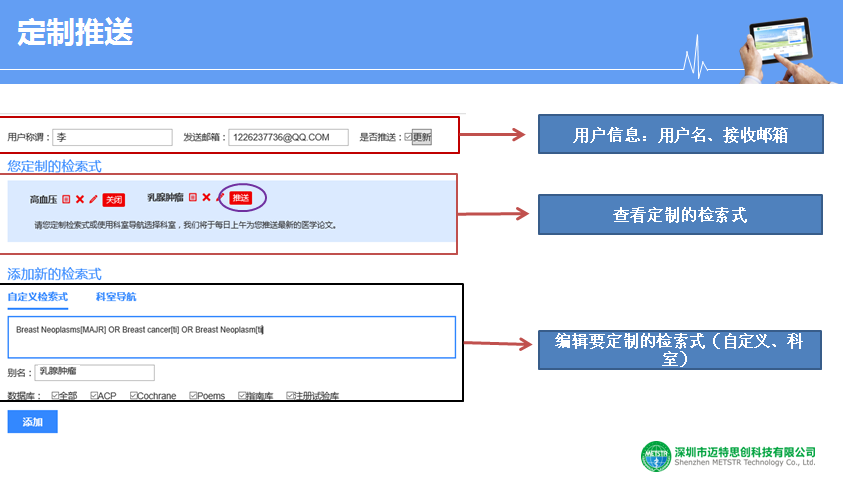 定制推送
用户称谓： 李 发送邮箱： 1226237736@QQ.COM 是否推送： 更新
用户信息：用户名、接收邮箱
您定制的检索式
高血压 关闭 乳腺肿瘤 推送
请您定制检索式或使用科室导航选择科室，我们将于每日上午为您推送最新的医学论文。
查看定制的检索式
添加新的检索式
自定义检索式 科室导航
Breast Neoplasms[MAJR] OR Breast cancer[ti] OR Breast Neoplasm[ti]
编辑要定制的检索式（自定义、科
室）
别名： 乳腺肿瘤
数据库： 全部 ACP Cochrane Poems 指南库 注册试验库
添加
METSTR
深圳市迈特思创科技有限公司
Shenzhen METSTR Technology Co., Ltd.